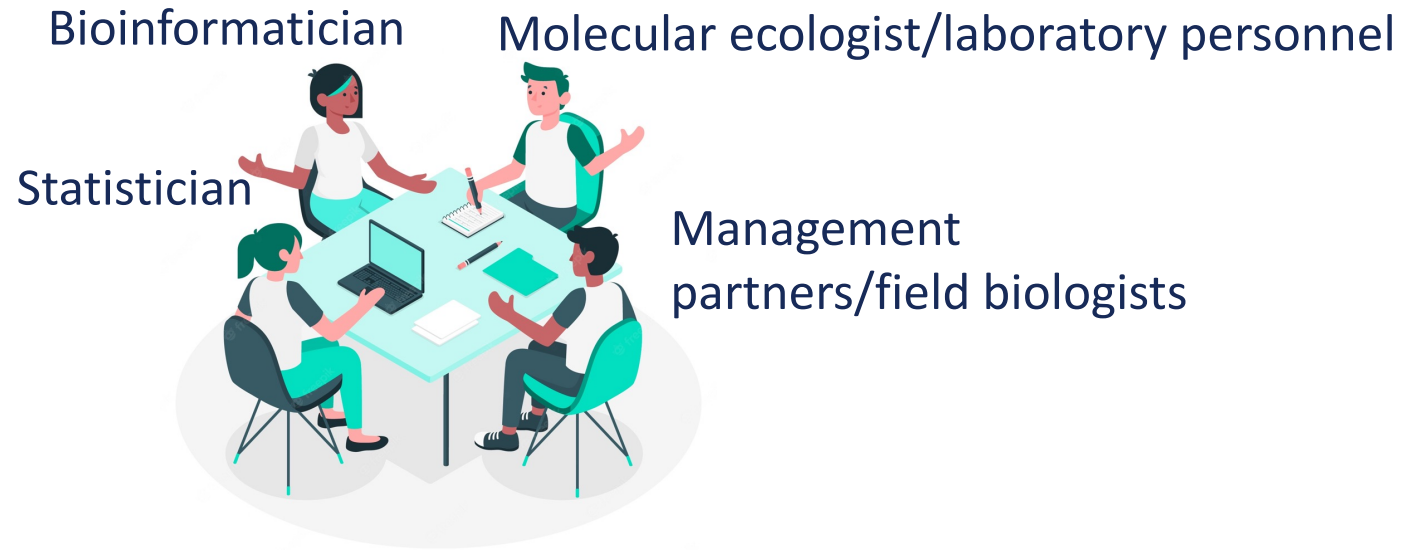 Bioinformatician
Molecular ecologist/laboratory personnel
Statistician
Management
partners/field biologists